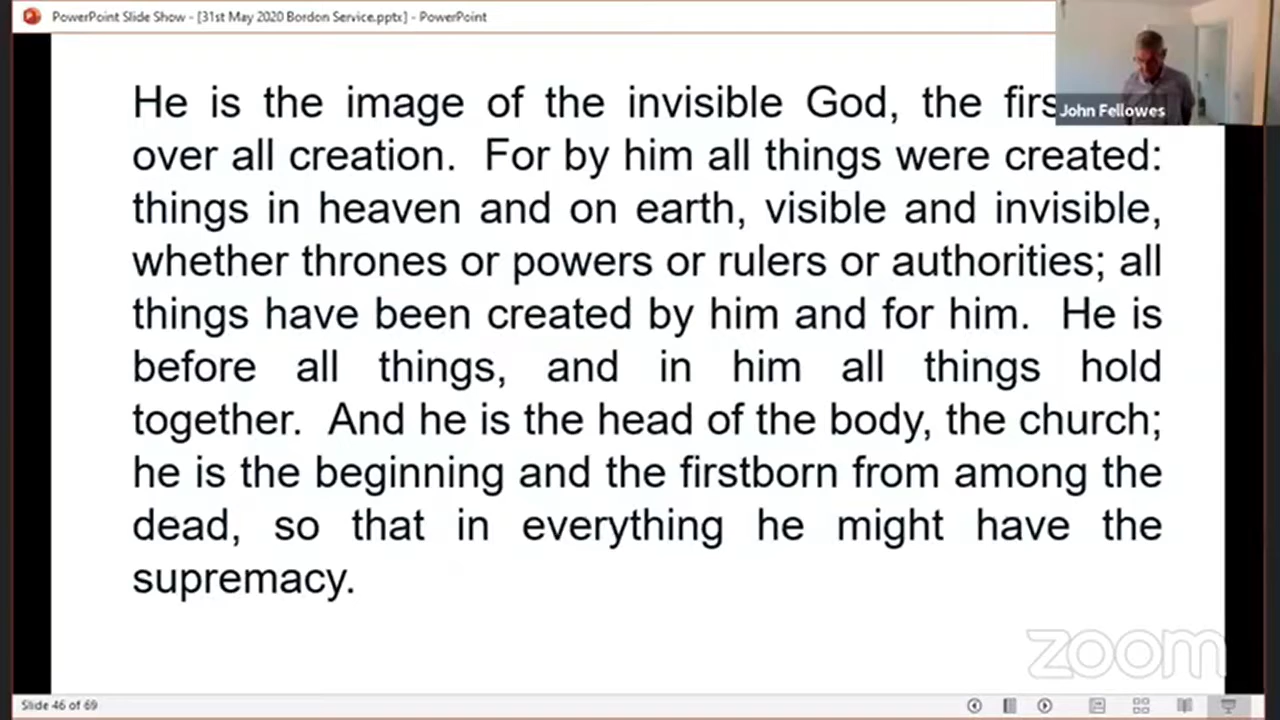 PowerPoint Slide Show - [31st May 2020 Bordon Service.pptx] - PowerPoint
He is the image of the invisible God, the firs
John Fellowes
over all creation. For by him all things were created:
things in heaven and on earth, visible and invisible,
whether thrones or powers or rulers or authorities; all
things have been created by him and for him. He is
before all things, and in him all things hold
together. And he is the head of the body, the church;
he is the beginning and the firstborn from among the
dead, so that in everything he might have the
supremacy.
zoom
Slide 46 of 69